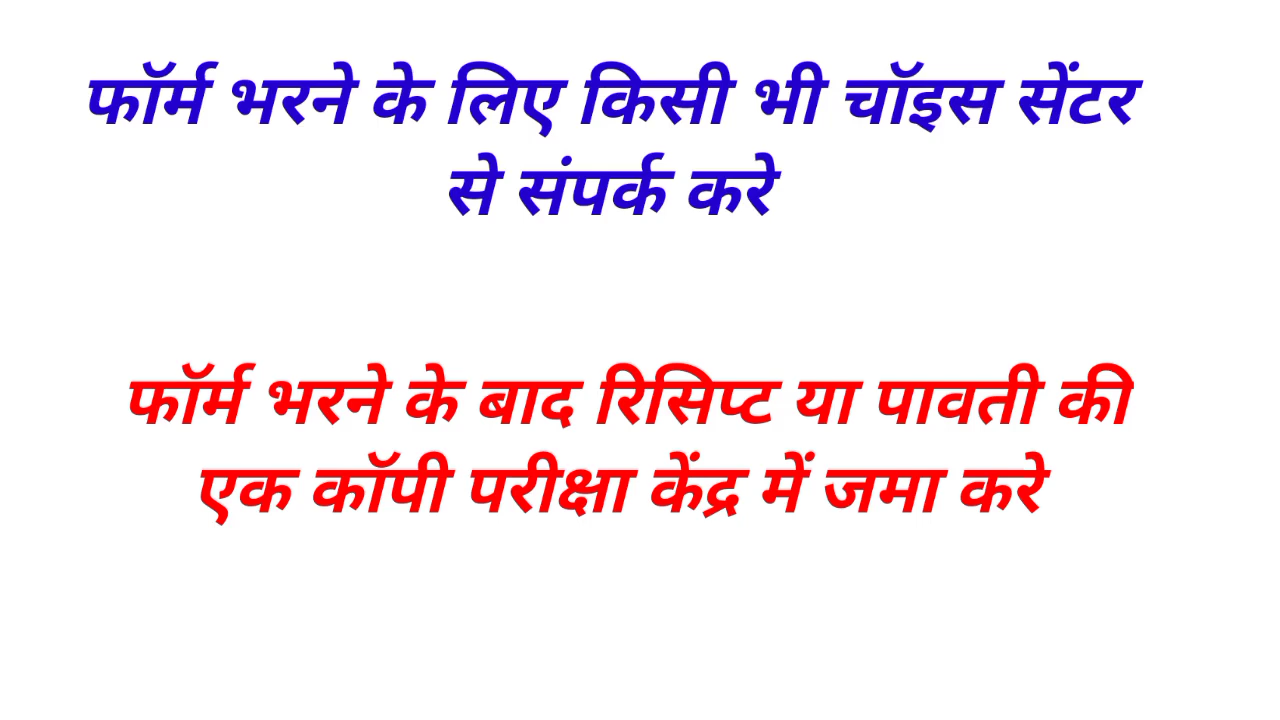 फॉर्म भरने के लिए किसी भी चॉइस सेंटर
से संपर्क करे
फॉर्म भरने के बाद रिसिप्ट या पावती की
एक कॉपी परीक्षा केंद्र में जमा करे